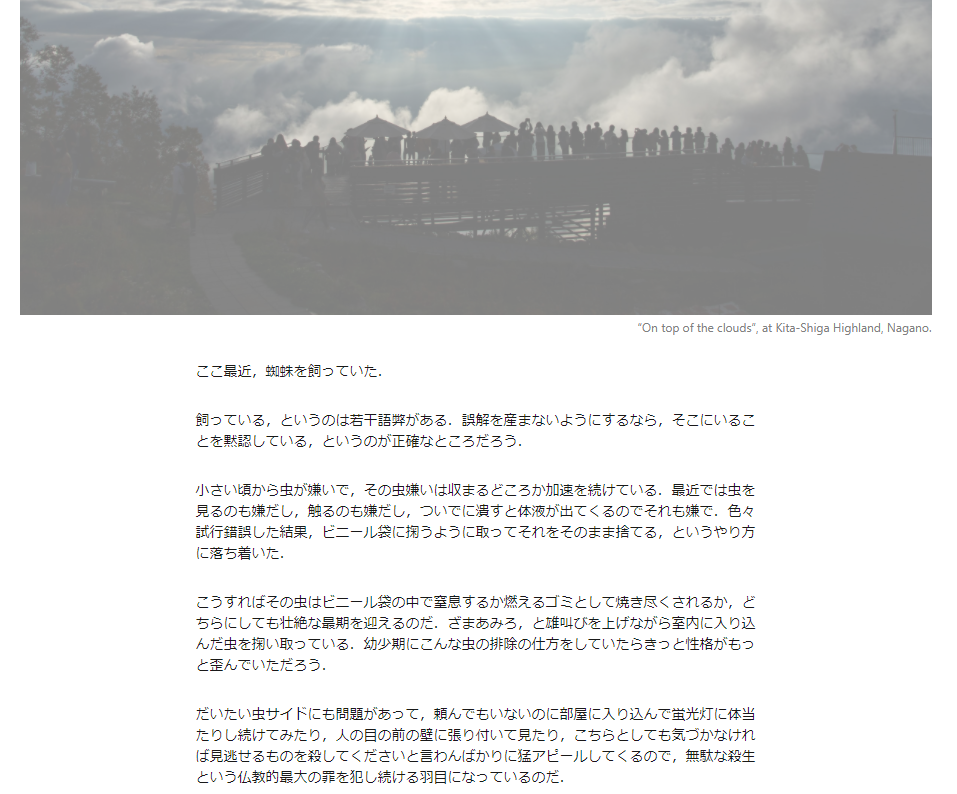 “On top of the clouds”, at Kita-Shiga Highland, Nagano.
ここ最近，蜘蛛を飼っていた．
飼っている，というのは若干語弊がある．誤解を産まないようにするなら，そこにいるこ
とを黙認している，というのが正確なところだろう．
小さい頃から虫が嫌いで，その虫嫌いは収まるどころか加速を続けている．最近では虫を
見るのも嫌だし，触るのも嫌だし，ついでに潰すと体液が出てくるのでそれも嫌で．色々
試行錯誤した結果，ビニール袋に掬うように取ってそれをそのまま捨てる，というやり方
に落ち着いた．
こうすればその虫はビニール袋の中で窒息するか燃えるゴミとして焼き尽くされるか，ど
ちらにしても壮絶な最期を迎えるのだ．ざまあみろ，と雄叫びを上げながら室内に入り込
んだ虫を掬い取っている．幼少期にこんな虫の排除の仕方をしていたらきっと性格がもっ
と歪んでいただろう．
だいたい虫サイドにも問題があって，頼んでもいないのに部屋に入り込んで蛍光灯に体当
たりし続けてみたり，人の目の前の壁に張り付いて見たり，こちらとしても気づかなけれ
ば見逃せるものを殺してくださいと言わんばかりに猛アピールしてくるので，無駄な殺生
という仏教的最大の罪を犯し続ける羽目になっているのだ．